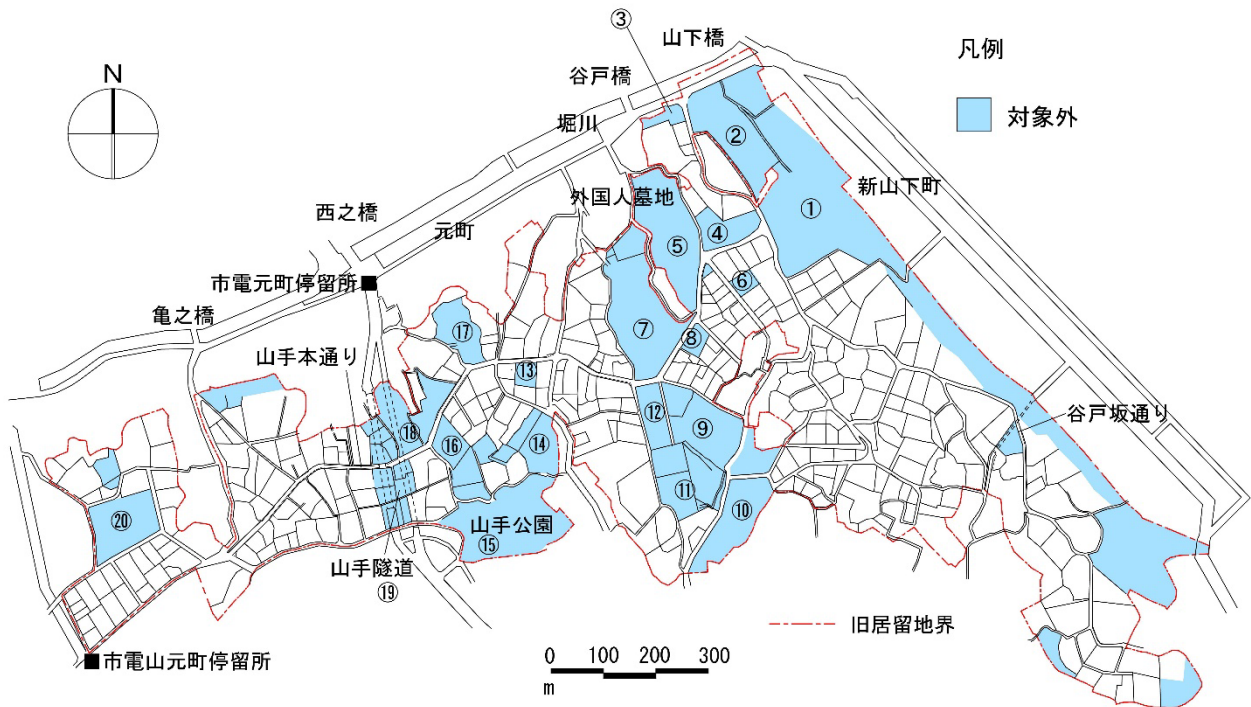 ③
山下橋
凡例
N
谷戸橋
対象外
堀川
②
新山下町
外国人墓地
①
西之橋
元町
④
⑤
市電元町停留所
⑥
亀之橋
⑰
⑦
⑧
山手本通り
⑬
谷戸坂通り
⑫
⑨
⑱
⑯
⑭
⑪
⑩
⑳
山手公園
⑮
山手隧道
⑲
旧居留地界
市電山元町停留所
0 100 200 300
m